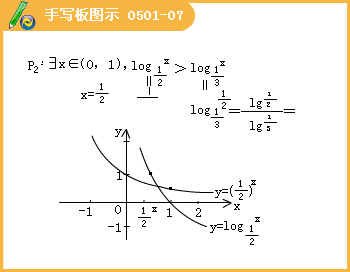 手写板图示 0501-07
P₂：∃x∈(0，1)，log_{1/2} x > log_{1/3} x
x=1/2 = 1 =
log_{1/3} 1/2 = lg 1/2 / lg 1/3 =
y
1
y=(1/2)^x
-1 0 1/2 x 1 2 x
-1
y=log_{1/2} x